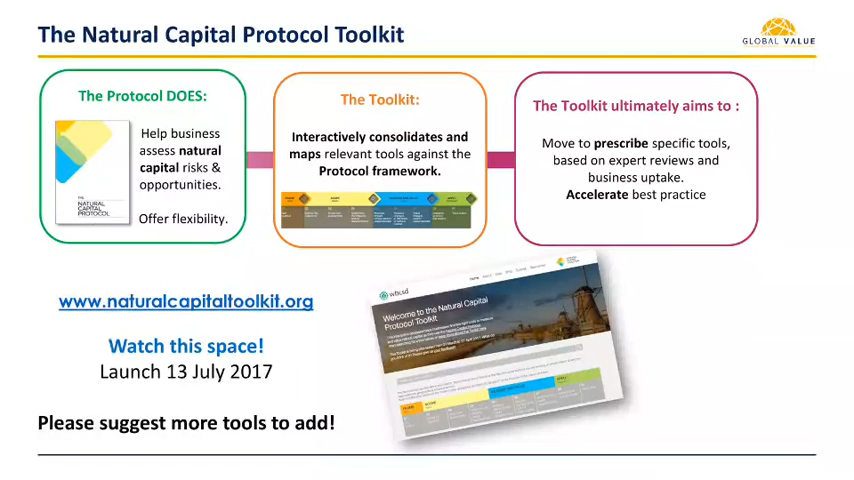 The Natural Capital Protocol Toolkit
GLOBAL VALUE
The Protocol DOES:
Help business
assess natural
capital risks &
opportunities.
Offer flexibility.
THE
NATURAL
CAPITAL
PROTOCOL
The Toolkit:
Interactively consolidates and
maps relevant tools against the
Protocol framework.
The Toolkit ultimately aims to :
Move to prescribe specific tools,
based on expert reviews and
business uptake.
Accelerate best practice
www.naturalcapitaltoolkit.org
Watch this space!
Launch 13 July 2017
Please suggest more tools to add!
wbcsd
Welcome to the Natural Capital
Protocol Toolkit